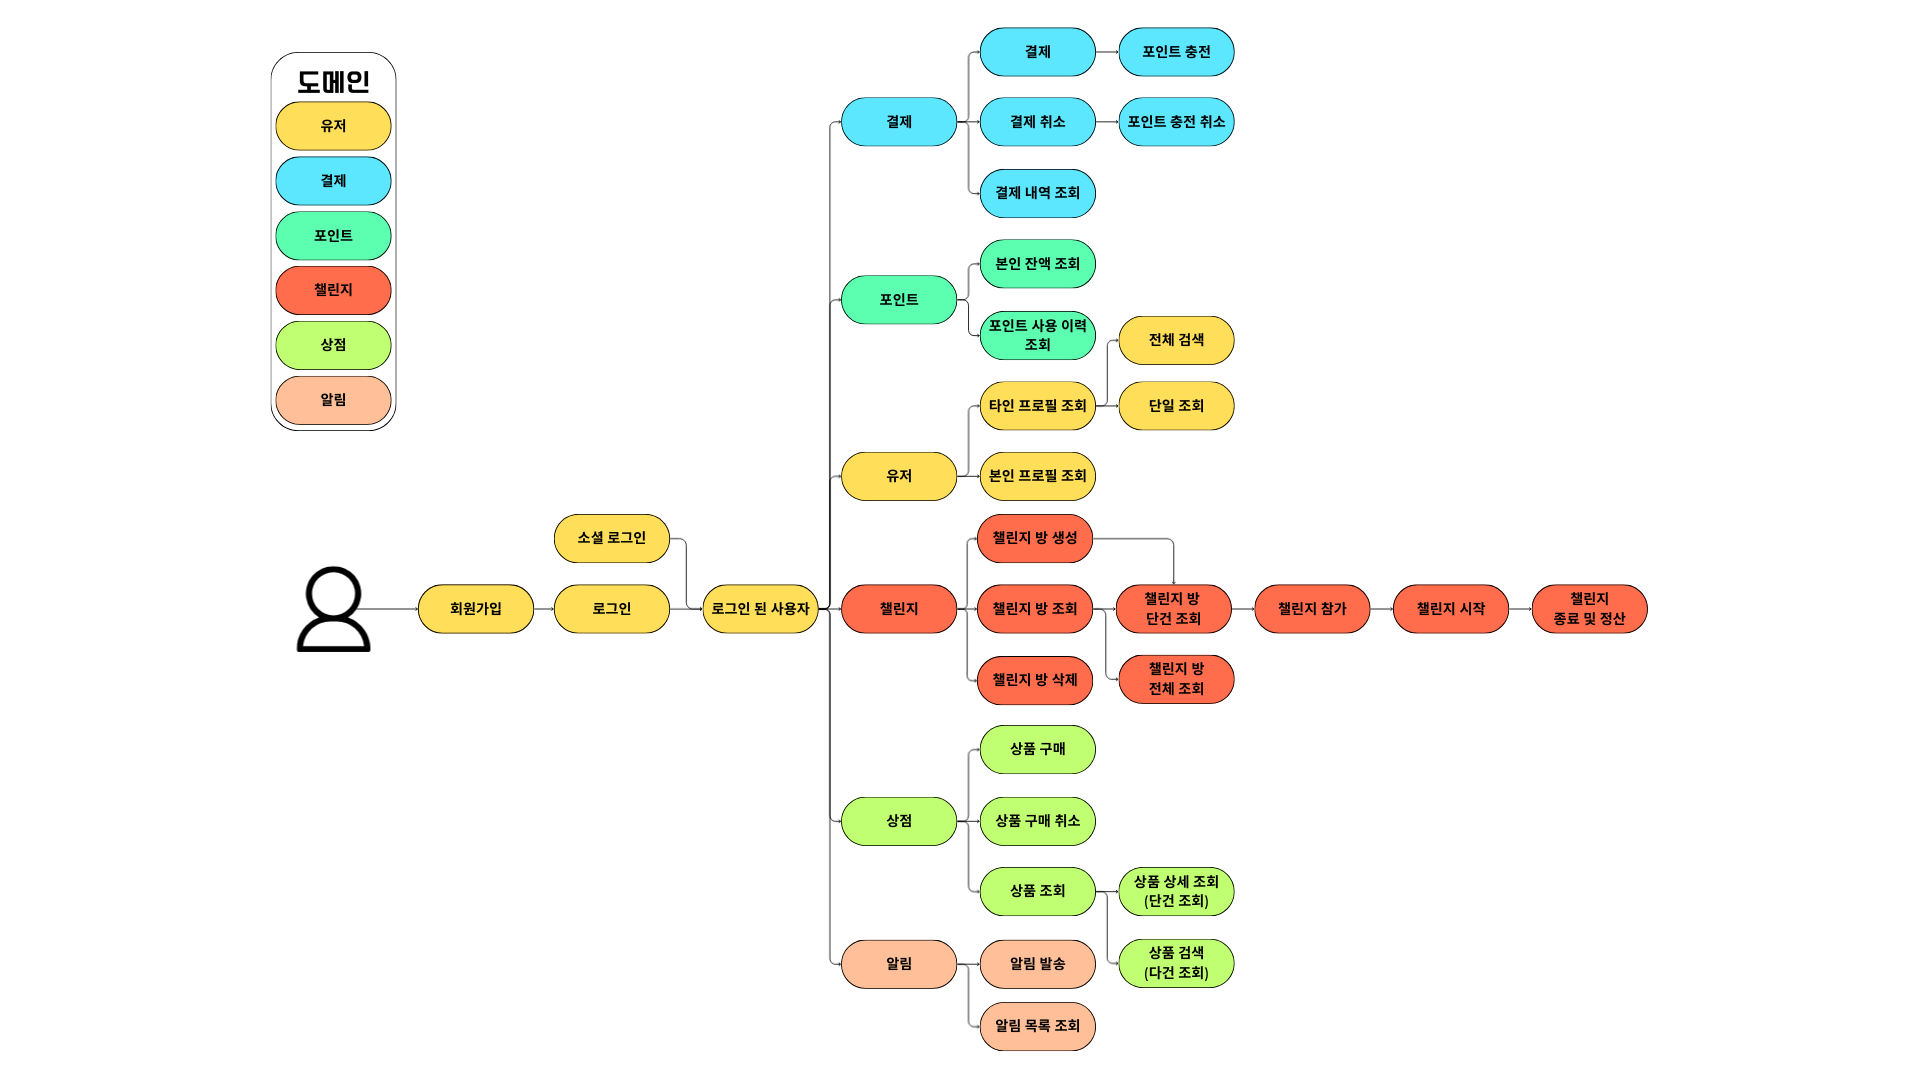 도메인
유저
결제
포인트
챌린지
상점
알림
회원가입
소셜 로그인
로그인
로그인 된 사용자
결제
결제
포인트 충전
결제 취소
포인트 충전 취소
결제 내역 조회
포인트
본인 잔액 조회
포인트 사용 이력
조회
유저
타인 프로필 조회
전체 검색
단일 조회
본인 프로필 조회
챌린지
챌린지 방 생성
챌린지 방 조회
챌린지 방
단건 조회
챌린지 참가
챌린지 시작
챌린지
종료 및 정산
챌린지 방
전체 조회
챌린지 방 삭제
상점
상품 구매
상품 구매 취소
상품 조회
상품 상세 조회
(단건 조회)
상품 검색
(다건 조회)
알림
알림 발송
알림 목록 조회